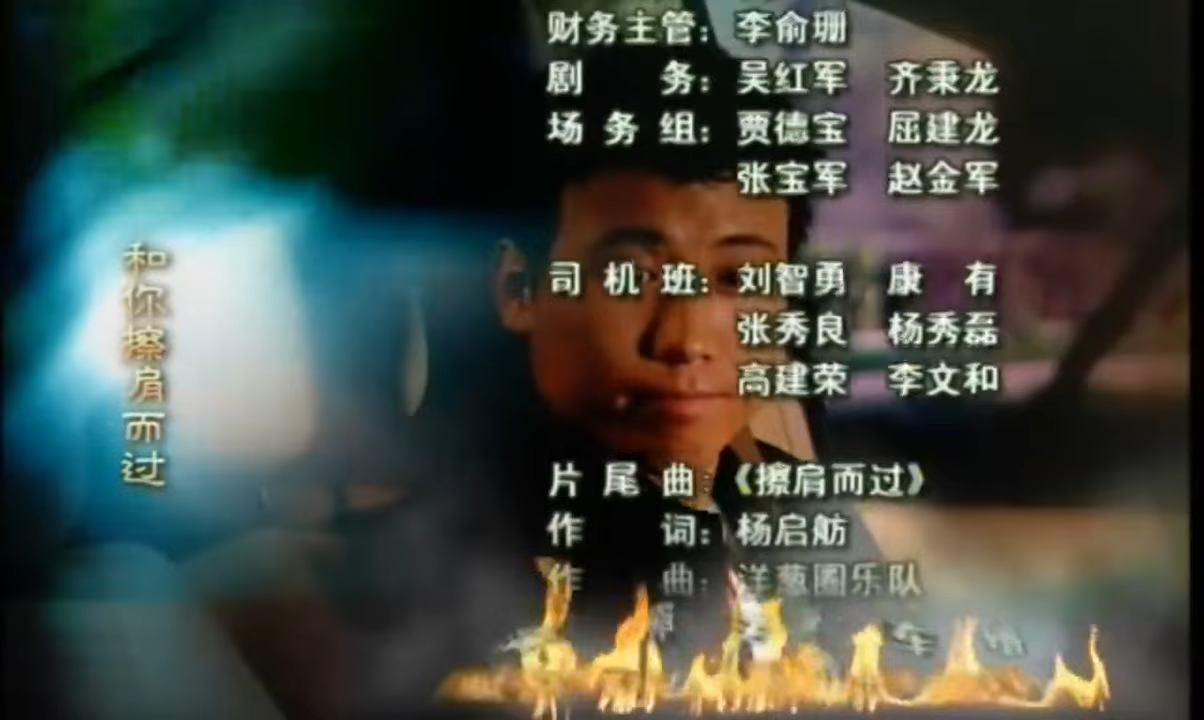 财务主管：李俞珊
剧 务：吴红军 齐秉龙
场 务 组：贾德宝 屈建龙
张宝军 赵金军
司 机 班：刘智勇 康 有
张秀良 杨秀磊
高建荣 李文和
片 尾 曲：《擦肩而过》
作 词：杨启舫
作 曲：洋葱圈乐队
和你擦肩而过